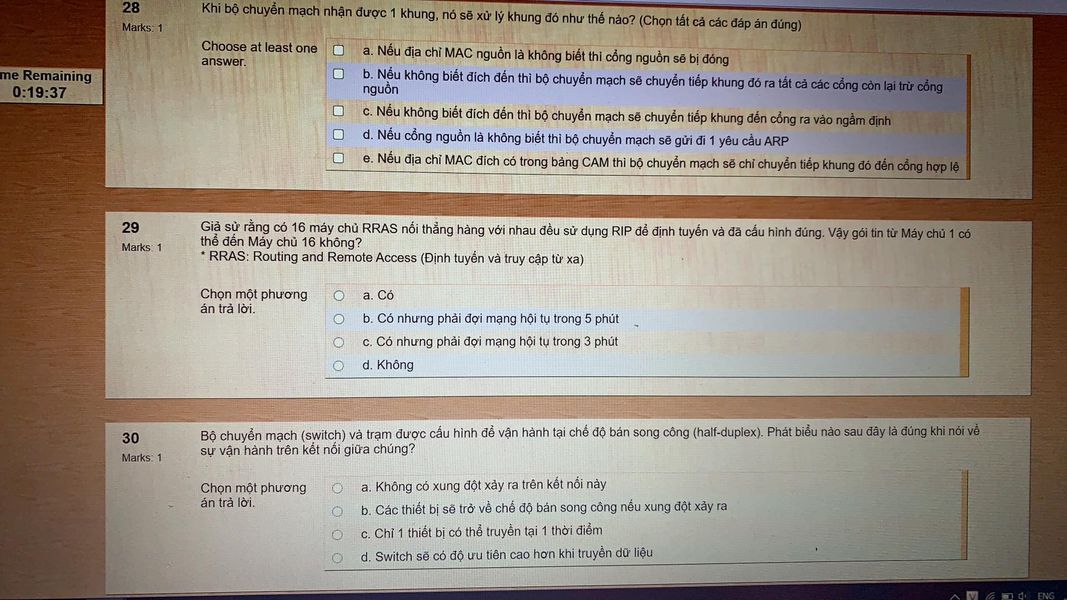 28
Marks: 1
Khi bộ chuyển mạch nhận được 1 khung, nó sẽ xử lý khung đó như thế nào? (Chọn tất cả các đáp án đúng)
Choose at least one
answer.
a. Nếu địa chỉ MAC nguồn là không biết thì cổng nguồn sẽ bị đóng
b. Nếu không biết đích đến thì bộ chuyển mạch sẽ chuyển tiếp khung đó ra tất cả các cổng còn lại trừ cổng
nguồn
c. Nếu không biết đích đến thì bộ chuyển mạch sẽ chuyển tiếp khung đến cổng ra vào ngầm định
d. Nếu cổng nguồn là không biết thì bộ chuyển mạch sẽ gửi đi 1 yêu cầu ARP
e. Nếu địa chỉ MAC đích có trong bảng CAM thì bộ chuyển mạch sẽ chỉ chuyển tiếp khung đó đến cổng hợp lệ
me Remaining
0:19:37
29
Marks: 1
Giả sử rằng có 16 máy chủ RRAS nối thẳng hàng với nhau đều sử dụng RIP để định tuyến và đã cấu hình đúng. Vậy gói tin từ Máy chủ 1 có
thể đến Máy chủ 16 không?
* RRAS: Routing and Remote Access (Định tuyến và truy cập từ xa)
Chọn một phương
án trả lời.
a. Có
b. Có nhưng phải đợi mạng hội tụ trong 5 phút
c. Có nhưng phải đợi mạng hội tụ trong 3 phút
d. Không
30
Marks: 1
Bộ chuyển mạch (switch) và trạm được cấu hình để vận hành tại chế độ bán song công (half-duplex). Phát biểu nào sau đây là đúng khi nói về
sự vận hành trên kết nối giữa chúng?
Chọn một phương
án trả lời.
a. Không có xung đột xảy ra trên kết nối này
b. Các thiết bị sẽ trở về chế độ bán song công nếu xung đột xảy ra
c. Chỉ 1 thiết bị có thể truyền tại 1 thời điểm
d. Switch sẽ có độ ưu tiên cao hơn khi truyền dữ liệu
V
ENG